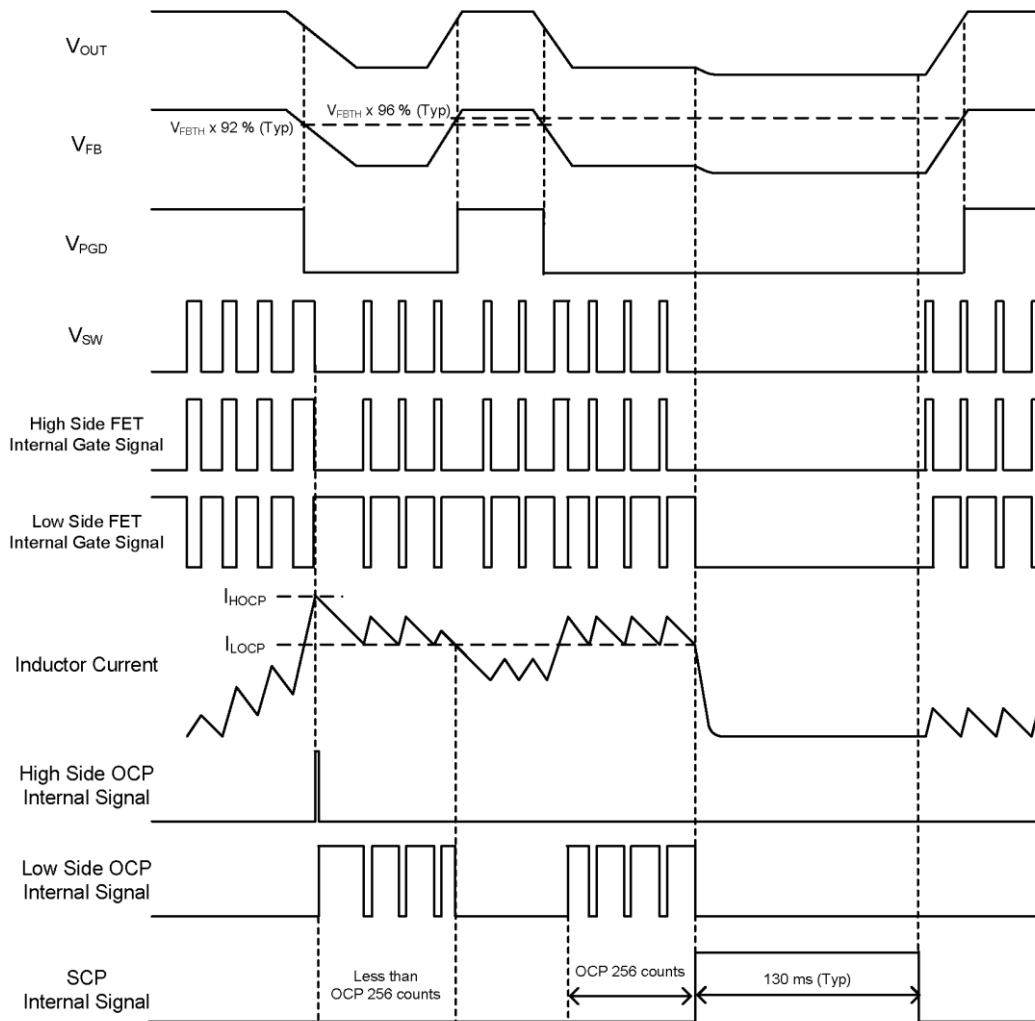 VOUT
VFBTH x 92 % (Typ)
VFBTH x 96 % (Typ)
VFB
VPGD
VSW
High Side FET
Internal Gate Signal
Low Side FET
Internal Gate Signal
IHOCP
ILOCP
Inductor Current
High Side OCP
Internal Signal
Low Side OCP
Internal Signal
SCP
Internal Signal
Less than
OCP 256 counts
OCP 256 counts
130 ms (Typ)